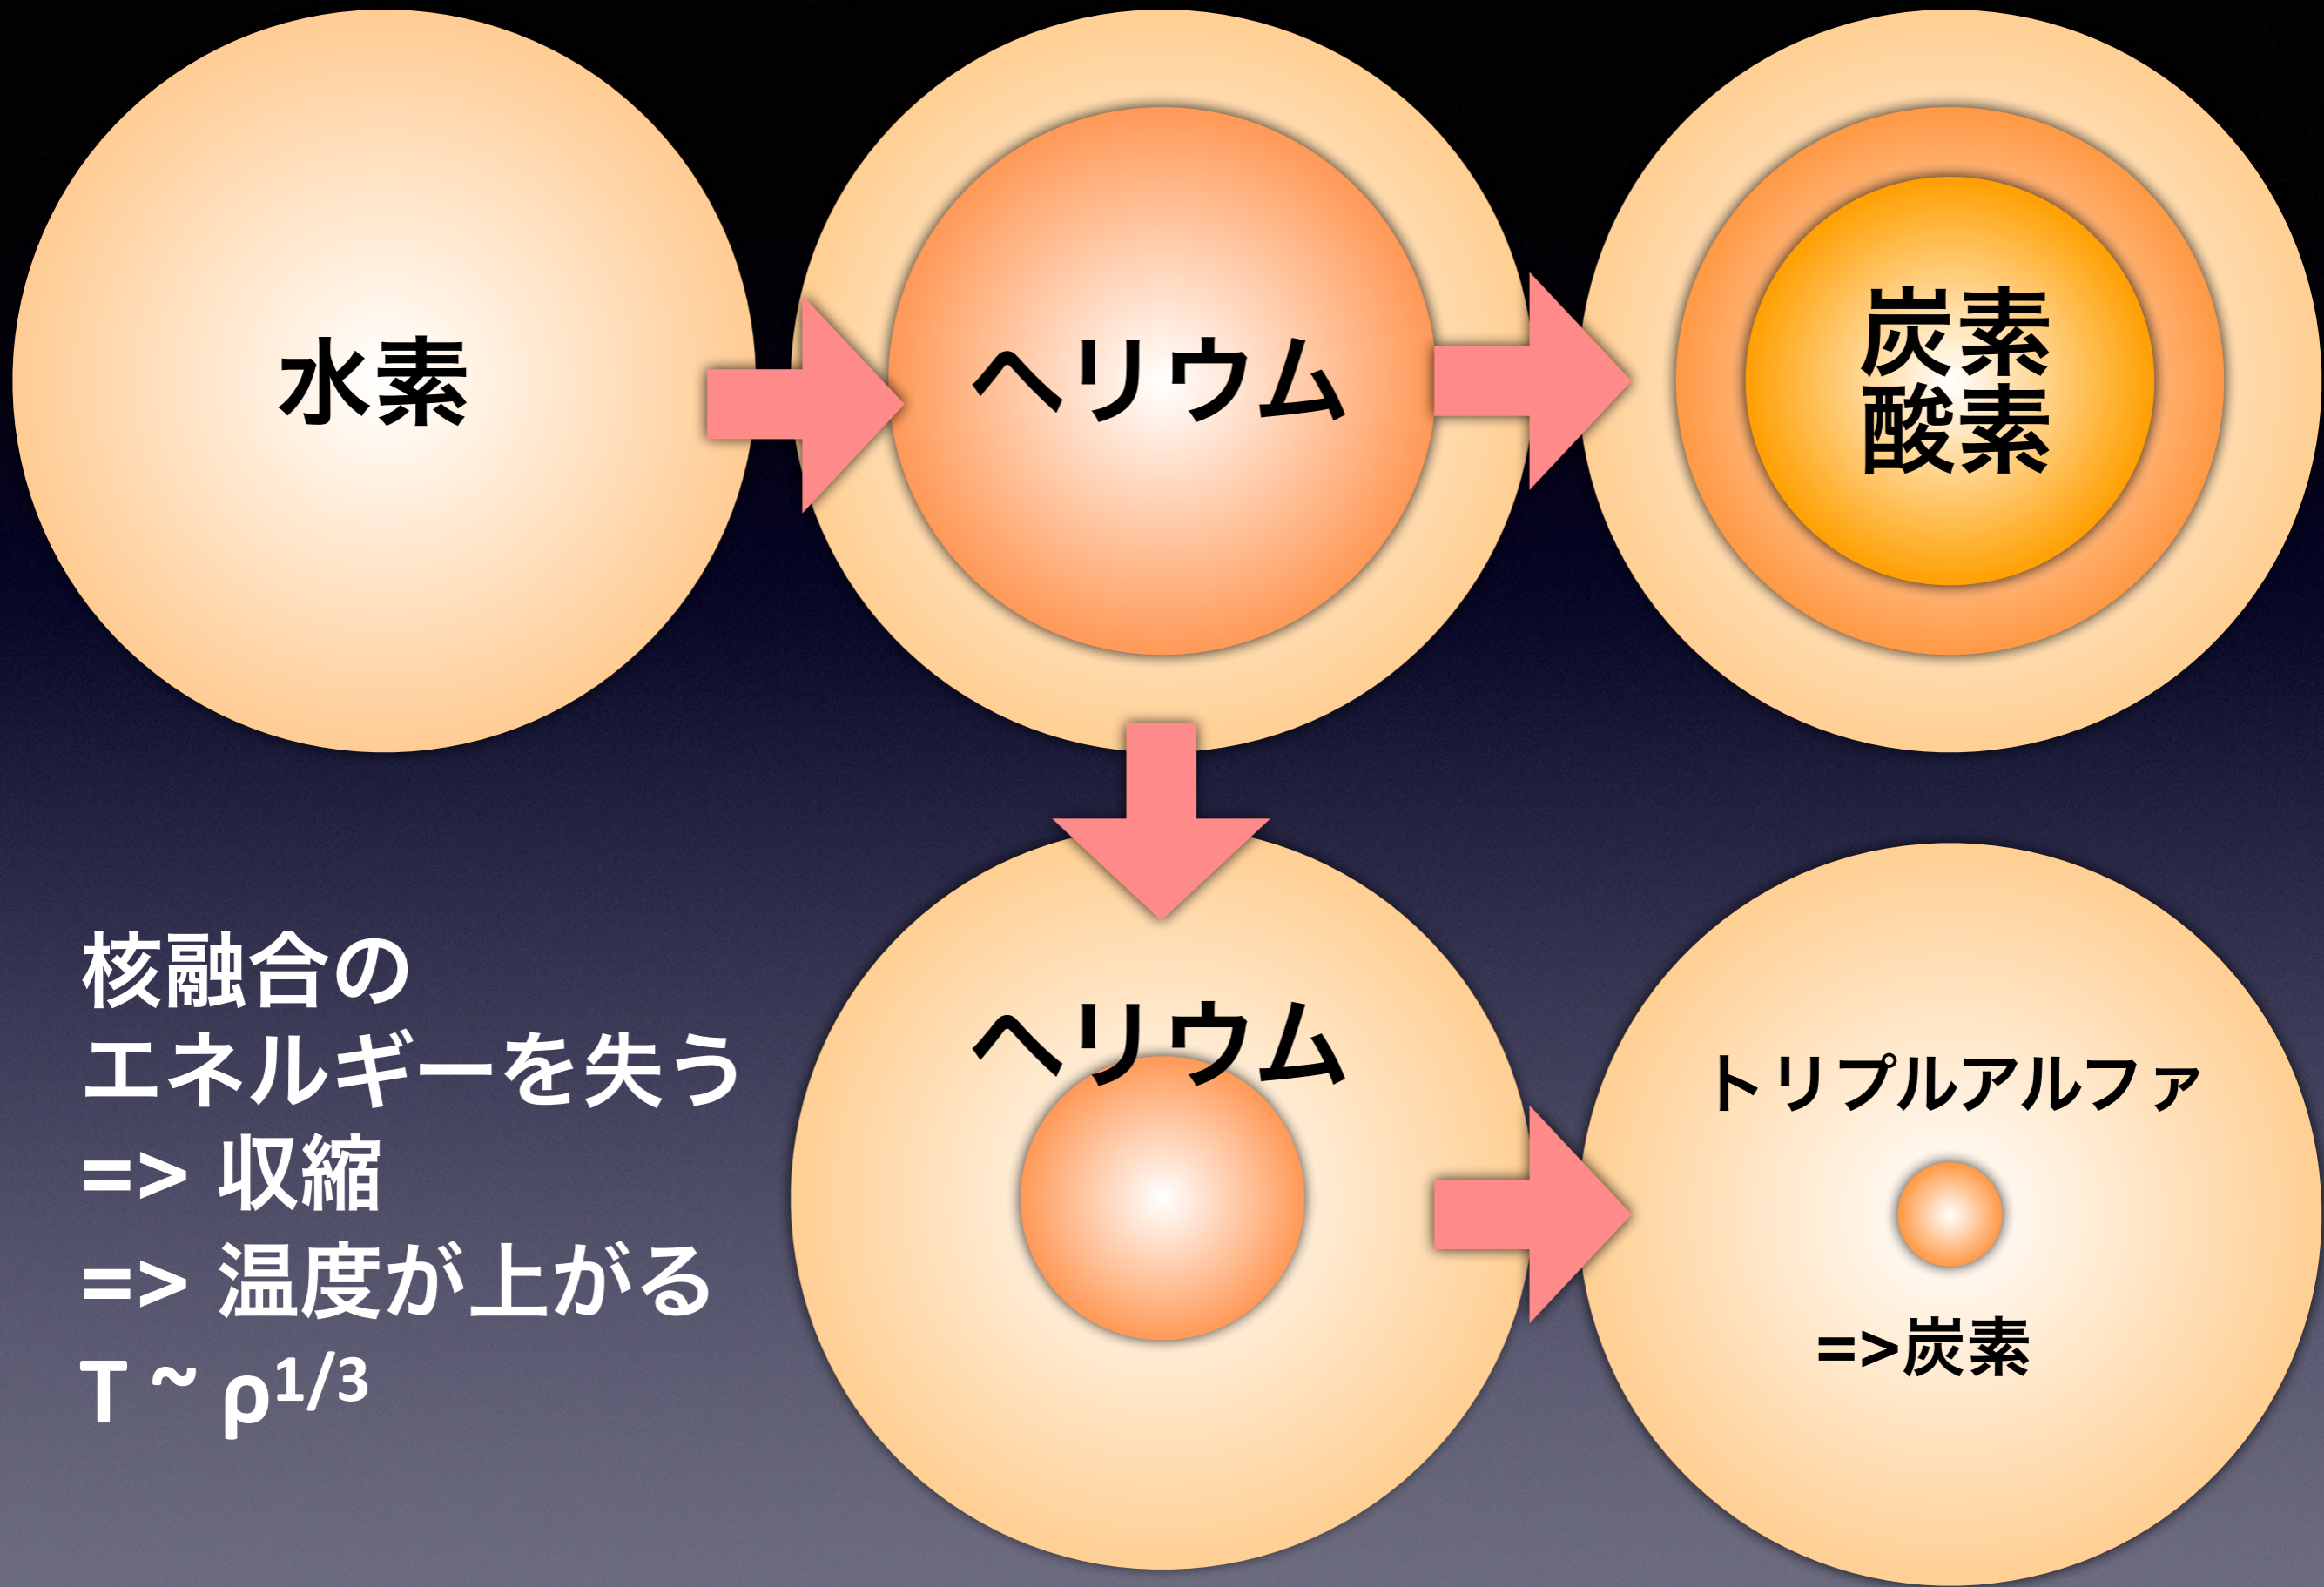 水素
ヘリウム
炭素
酸素
核融合の
エネルギーを失う
=> 収縮
=> 温度が上がる
T ~ ρ^1/3
ヘリウム
トリプルアルファ
=>炭素